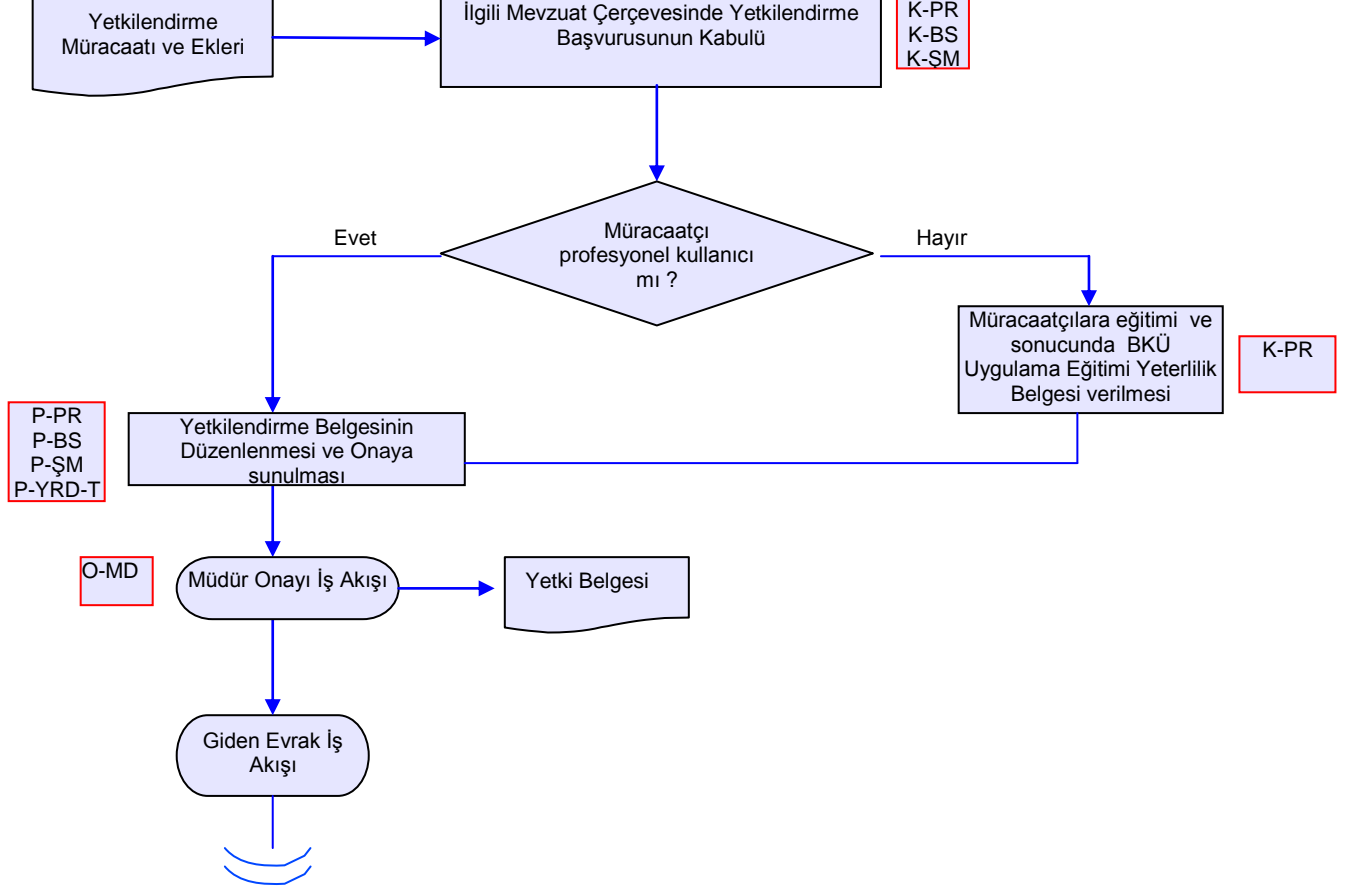 Yetkilendirme
Müracaatı ve Ekleri
İlgili Mevzuat Çerçevesinde Yetkilendirme
Başvurusunun Kabulü
K-PR
K-BS
K-ŞM
Müracaatçı
profesyonel kullanıcı
mı ?
Evet
Hayır
Müracaatçılara eğitimi ve
sonucunda BKÜ
Uygulama Eğitimi Yeterlilik
Belgesi verilmesi
K-PR
P-PR
P-BS
P-ŞM
P-YRD-T
Yetkilendirme Belgesinin
Düzenlenmesi ve Onaya
sunulması
O-MD
Müdür Onayı İş Akışı
Yetki Belgesi
Giden Evrak İş
Akışı